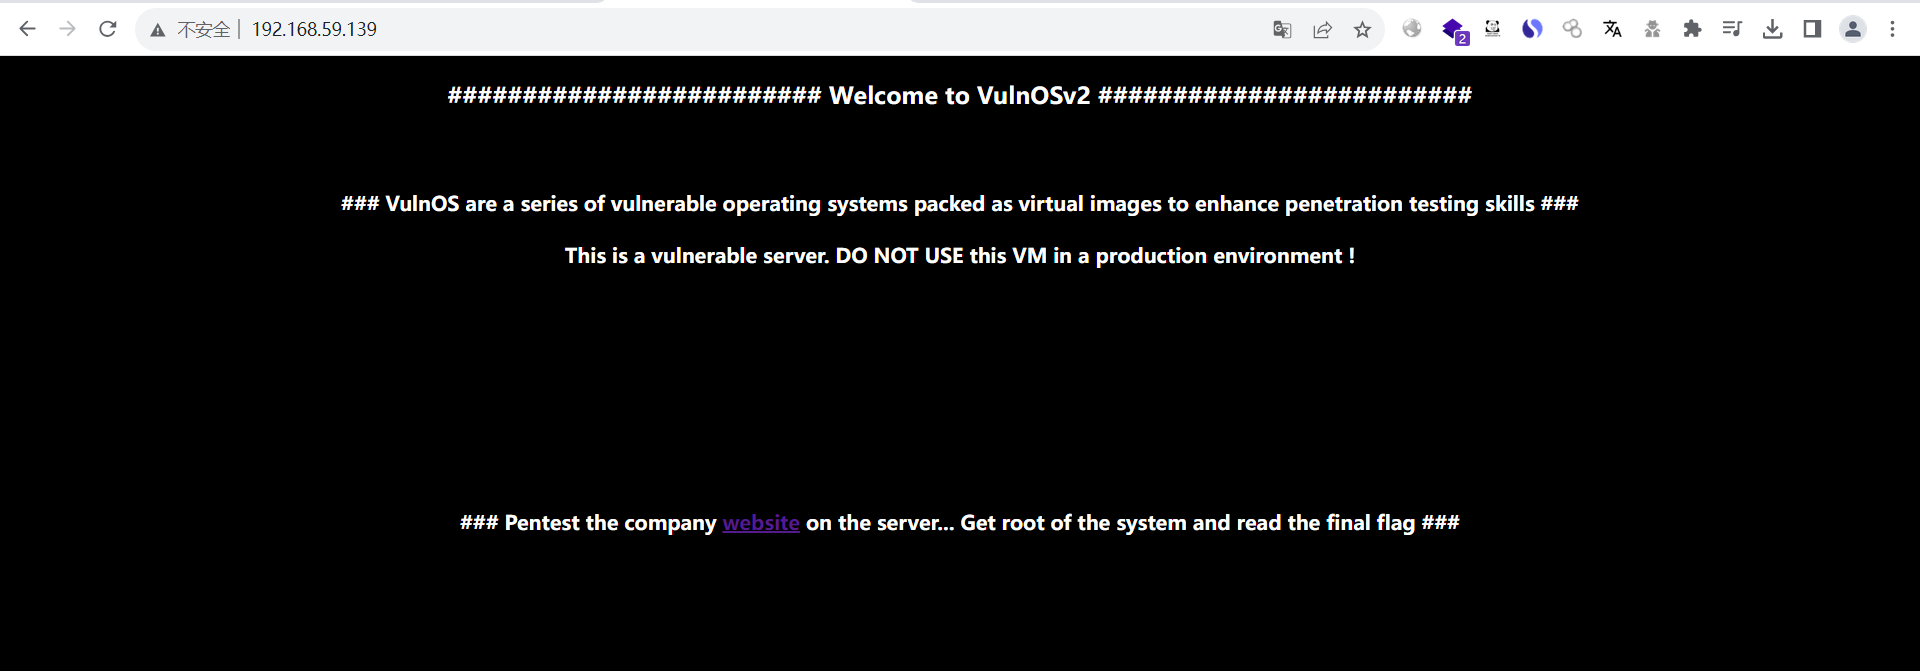 不安全 192.168.59.139
2
######################### Welcome to VulnOSv2 #########################
### VulnOS are a series of vulnerable operating systems packed as virtual images to enhance penetration testing skills ###
This is a vulnerable server. DO NOT USE this VM in a production environment !
### Pentest the company website on the server... Get root of the system and read the final flag ###